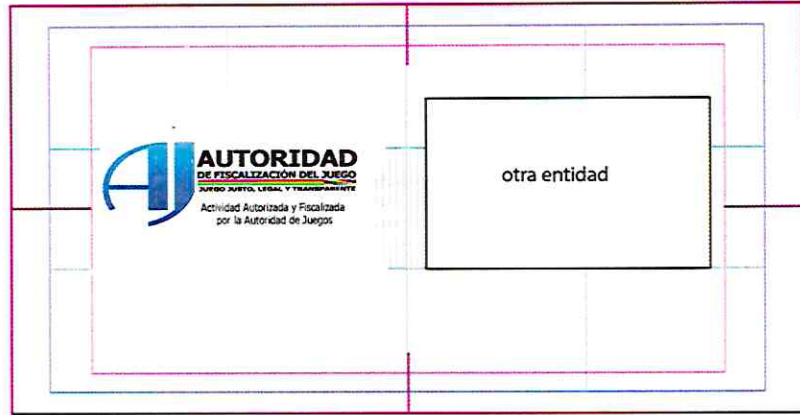 AJ
AUTORIDAD
DE FISCALIZACIÓN DEL JUEGO
JUEGO JUSTO, LEGAL Y TRANSPARENTE
Actividad Autorizada y Fiscalizada
por la Autoridad de Juegos
otra entidad